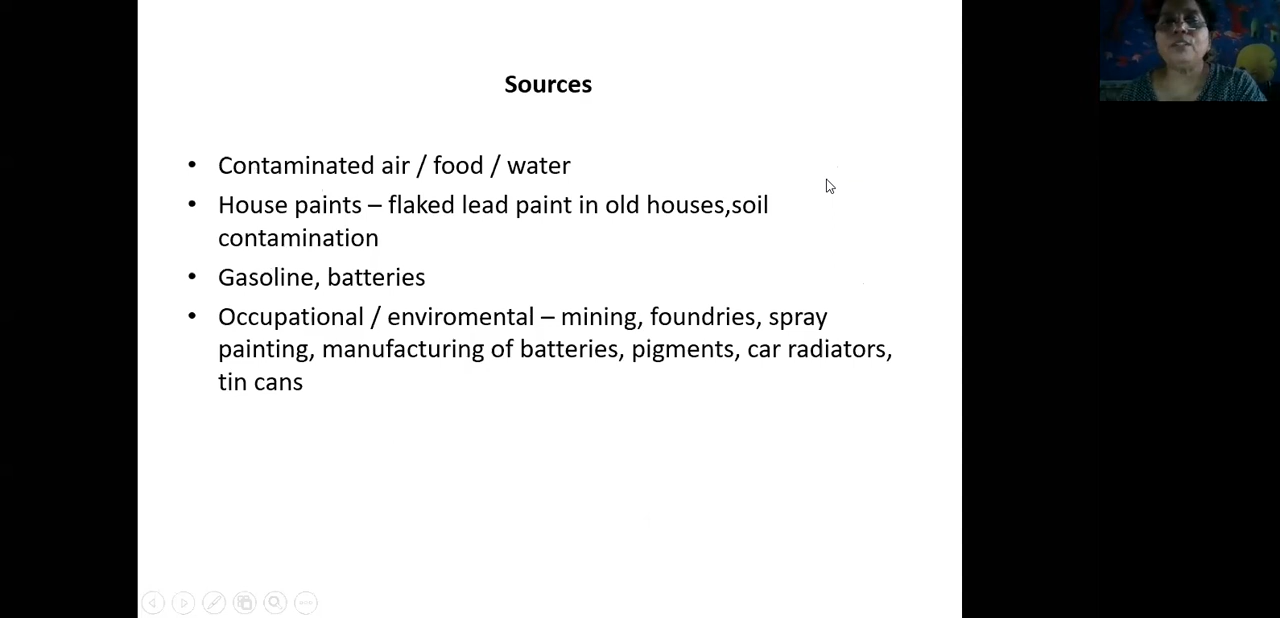 Sources
• Contaminated air / food / water
• House paints – flaked lead paint in old houses,soil
contamination
• Gasoline, batteries
• Occupational / enviromental – mining, foundries, spray
painting, manufacturing of batteries, pigments, car radiators,
tin cans